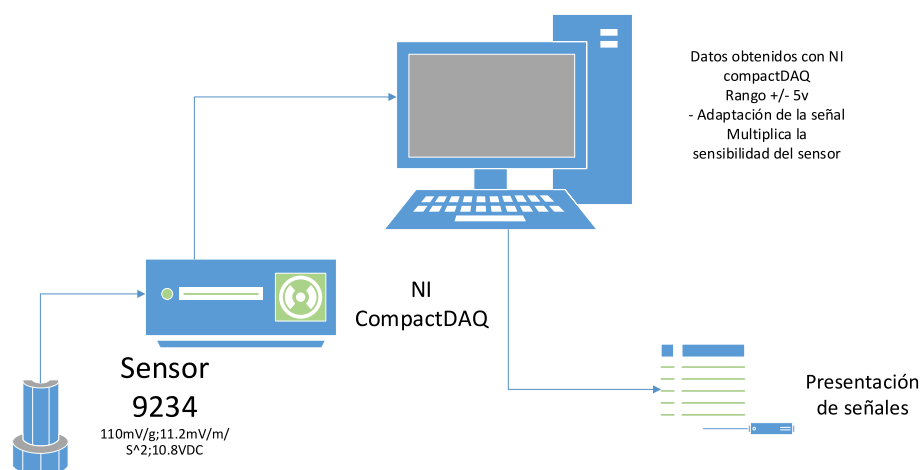 Datos obtenidos con NI
compactDAQ
Rango +/- 5v
- Adaptación de la señal
Multiplica la
sensibilidad del sensor
NI
CompactDAQ
Sensor
9234
110mV/g;11.2mV/m/
S^2;10.8VDC
Presentación
de señales